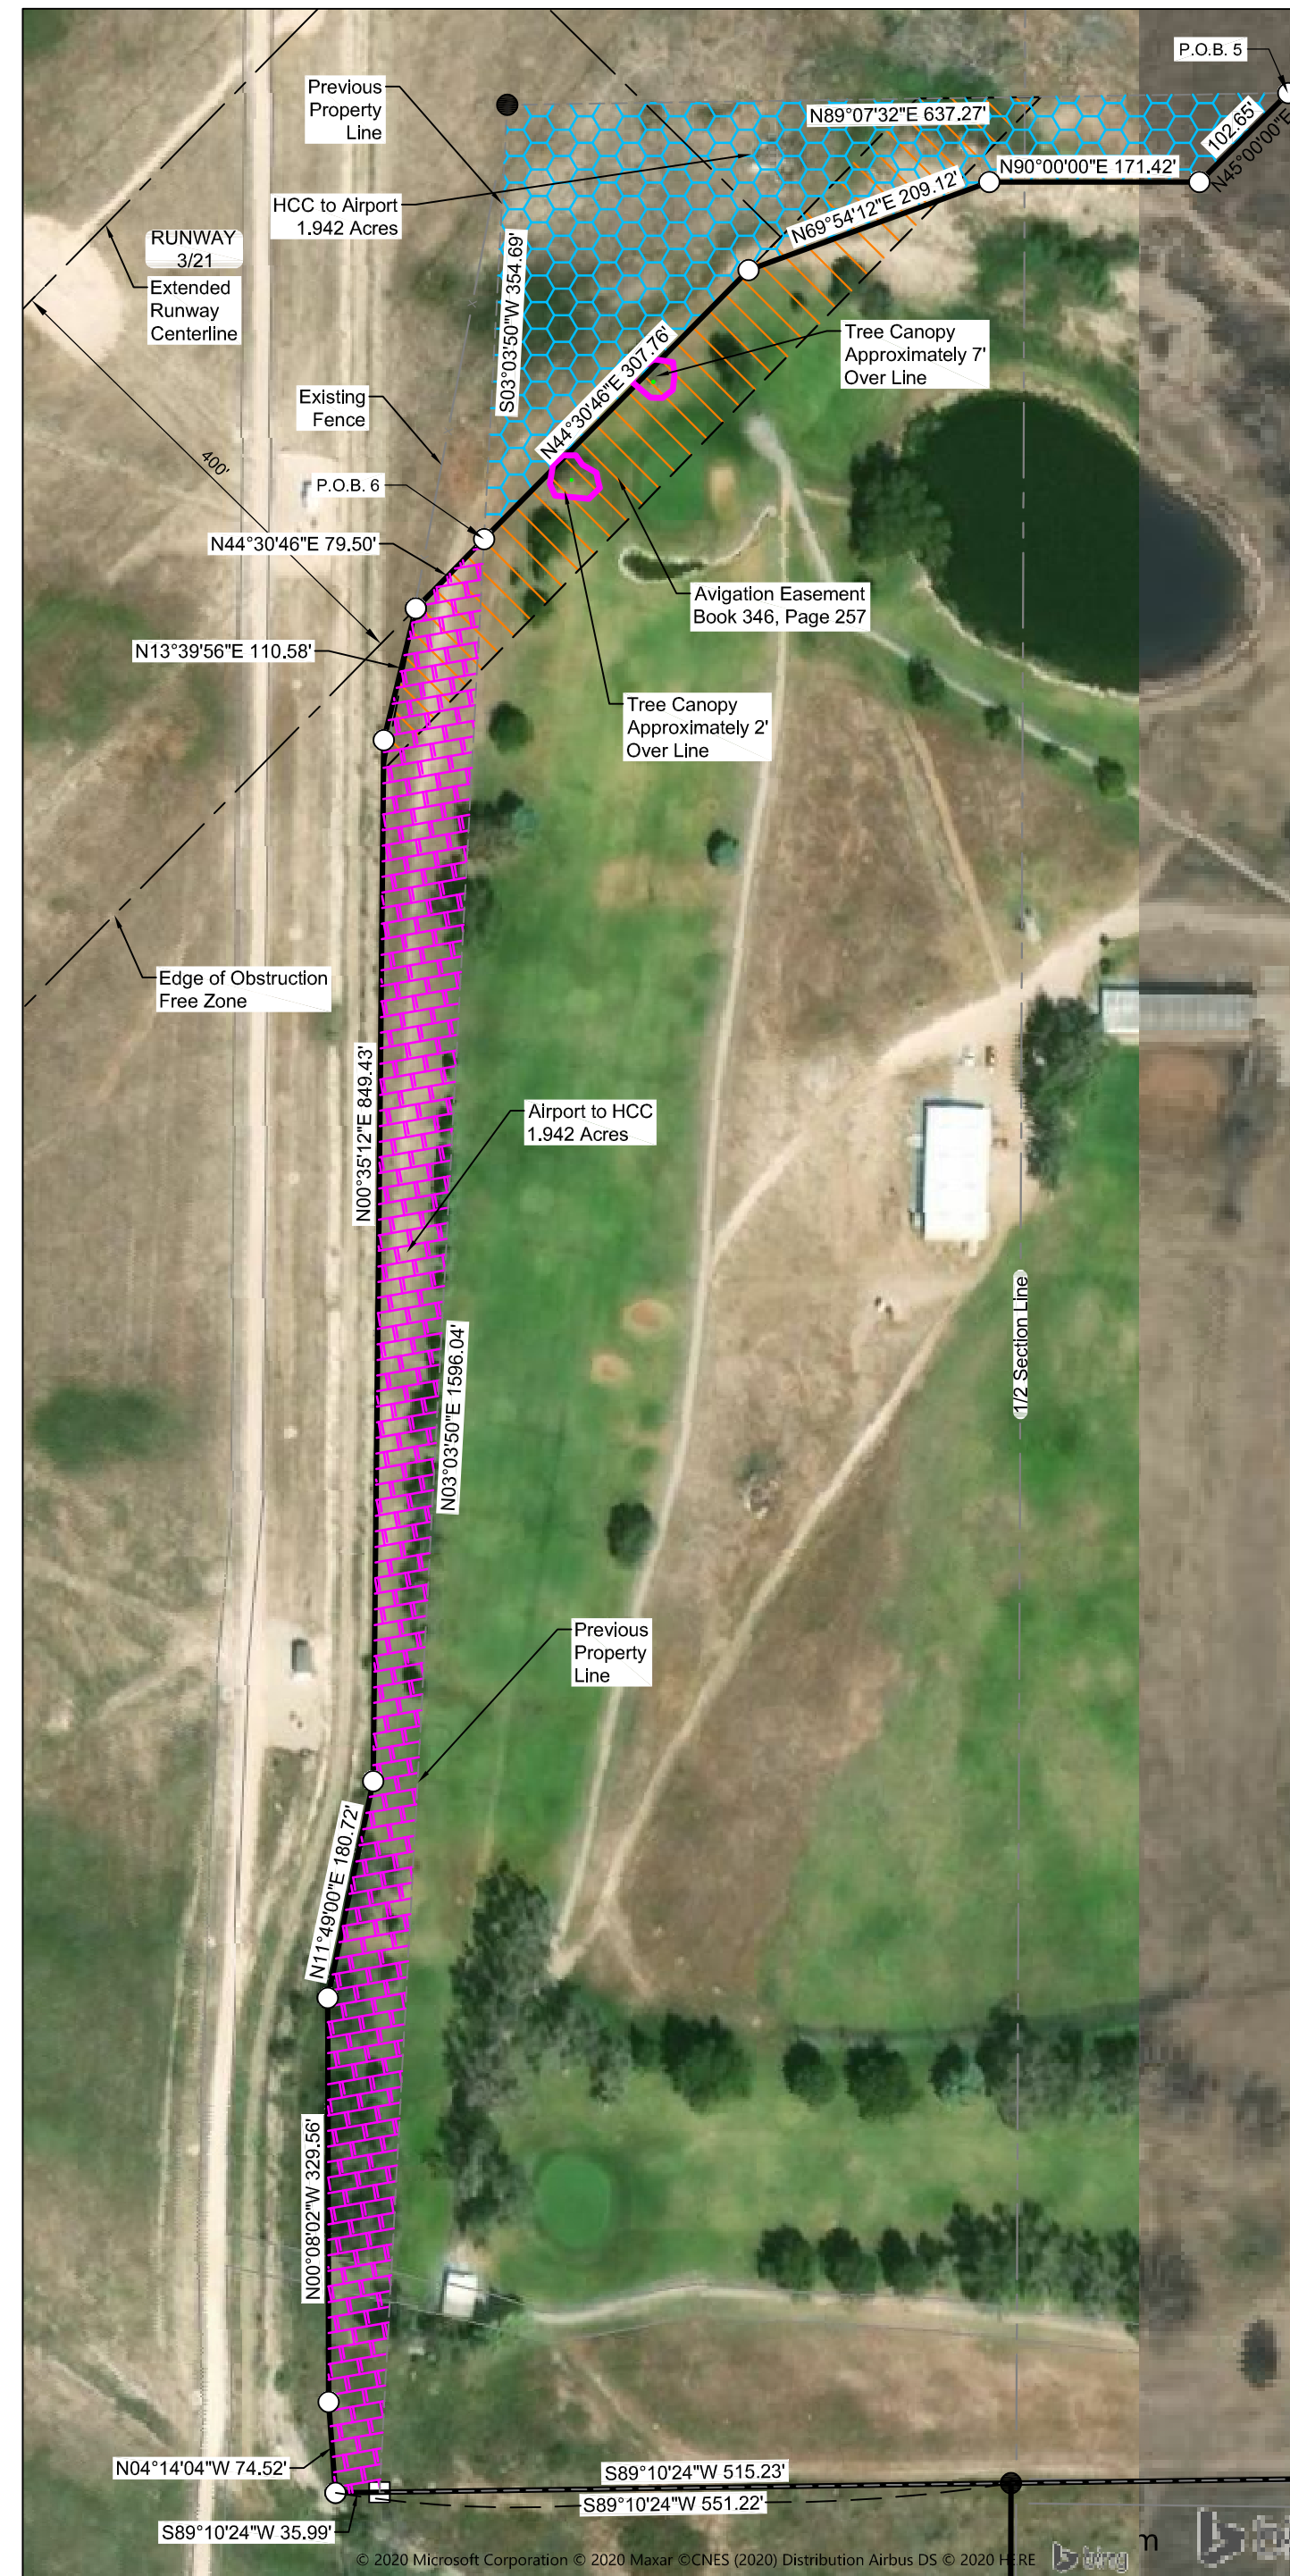 P.O.B. 5
Previous
Property
Line
N89°07'32"E 637.27'
102.65'
N45°00'00"E
N90°00'00"E 171.42'
HCC to Airport
1.942 Acres
N69°54'12"E 209.12'
RUNWAY
3/21
Extended
Runway
Centerline
S03°03'50"W 354.69'
Tree Canopy
Approximately 7'
Over Line
N44°30'46"E 307.76'
Existing
Fence
400'
P.O.B. 6
N44°30'46"E 79.50'
Avigation Easement
Book 346, Page 257
N13°39'56"E 110.58'
Tree Canopy
Approximately 2'
Over Line
Edge of Obstruction
Free Zone
N00°35'12"E 849.43'
Airport to HCC
1.942 Acres
1/2 Section Line
N03°03'50"E 1596.04'
Previous
Property
Line
N11°49'00"E 180.72'
N00°08'02"W 329.56'
N04°14'04"W 74.52'
S89°10'24"W 515.23'
S89°10'24"W 551.22'
S89°10'24"W 35.99'
© 2020 Microsoft Corporation © 2020 Maxar ©CNES (2020) Distribution Airbus DS © 2020 HERE
bing